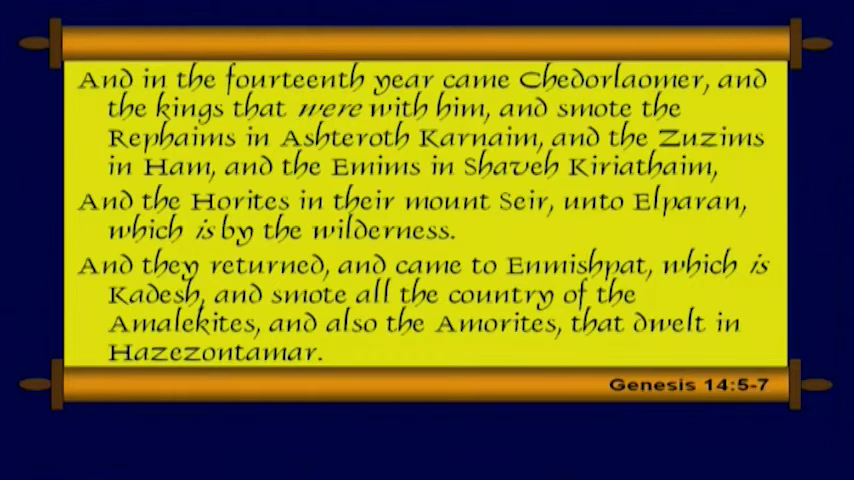 And in the fourteenth year came Chedorlaomer, and
the kings that were with him, and smote the
Rephaims in Ashteroth Karnaim, and the Zuzims
in Ham, and the Emims in Shaveh Kiriathaim,
And the Horites in their mount Seir, unto Elparan,
which is by the wilderness.
And they returned, and came to Enmishpat, which is
Kadesh, and smote all the country of the
Amalekites, and also the Amorites, that dwelt in
Hazezontamar.
Genesis 14:5-7